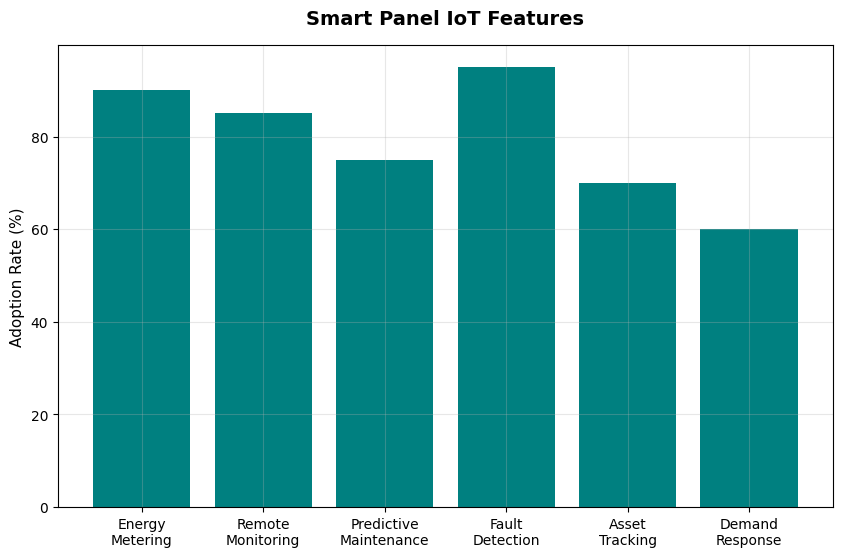 Smart Panel IoT Features
Adoption Rate (%)
80
60
40
20
0
Energy
Metering
Remote
Monitoring
Predictive
Maintenance
Fault
Detection
Asset
Tracking
Demand
Response